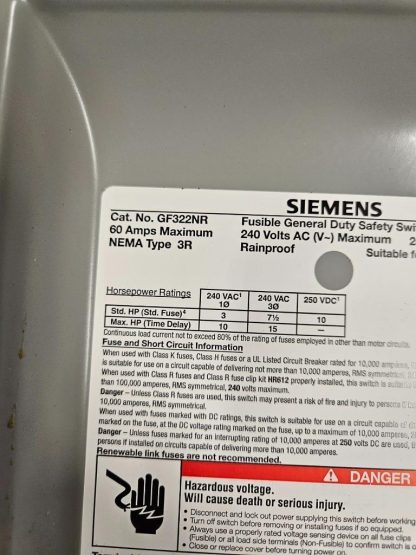 SIEMENS
Cat. No. GF322NR
60 Amps Maximum
NEMA Type 3R
Fusible General Duty Safety Swi
240 Volts AC (V~) Maximum 2
Rainproof
Suitable f
Horsepower Ratings
240 VAC¹ 1Ø
240 VAC 3Ø
250 VDC¹
Std. HP (Std. Fuse)⁴ 3 7½ 10
Max. HP (Time Delay) 10 15 —
Continuous load current not to exceed 80% of the rating of fuses employed in other than motor circuits.
Fuse and Short Circuit Information
When used with Class K fuses, Class H fuses or a UL Listed Circuit Breaker rated for 10,000 amperes,
is suitable for use on a circuit capable of delivering not more than 10,000 amperes, RMS symmetrical,
When used with Class R fuses and Class R fuse clip kit HR612 properly installed, this switch is suitable
than 100,000 amperes, RMS symmetrical, 240 volts maximum.
Danger – Unless Class R fuses are used, this switch may present a risk of fire and injury to persons
10,000 amperes, RMS symmetrical.
When used with fuses marked with DC ratings, this switch is suitable for use on a circuit capable
marked on the fuse, at the DC voltage rating marked on the fuse, up to a maximum of 10,000 amperes,
Danger – Unless fuses marked for an interrupting rating of 10,000 amperes at 250 volts DC are used,
persons if installed on circuits capable of delivering more than 10,000 amperes.
Renewable link fuses are not recommended.
DANGER
Hazardous voltage.
Will cause death or serious injury.
• Disconnect and lock out power supplying this switch before working
• Turn off switch before removing or installing fuses if so equipped.
• Always use a properly rated voltage sensing device on all fuse clips
(Fusible) or all load side terminals (Non-Fusible) to confirm switch is
• Close or replace cover before turning power on.